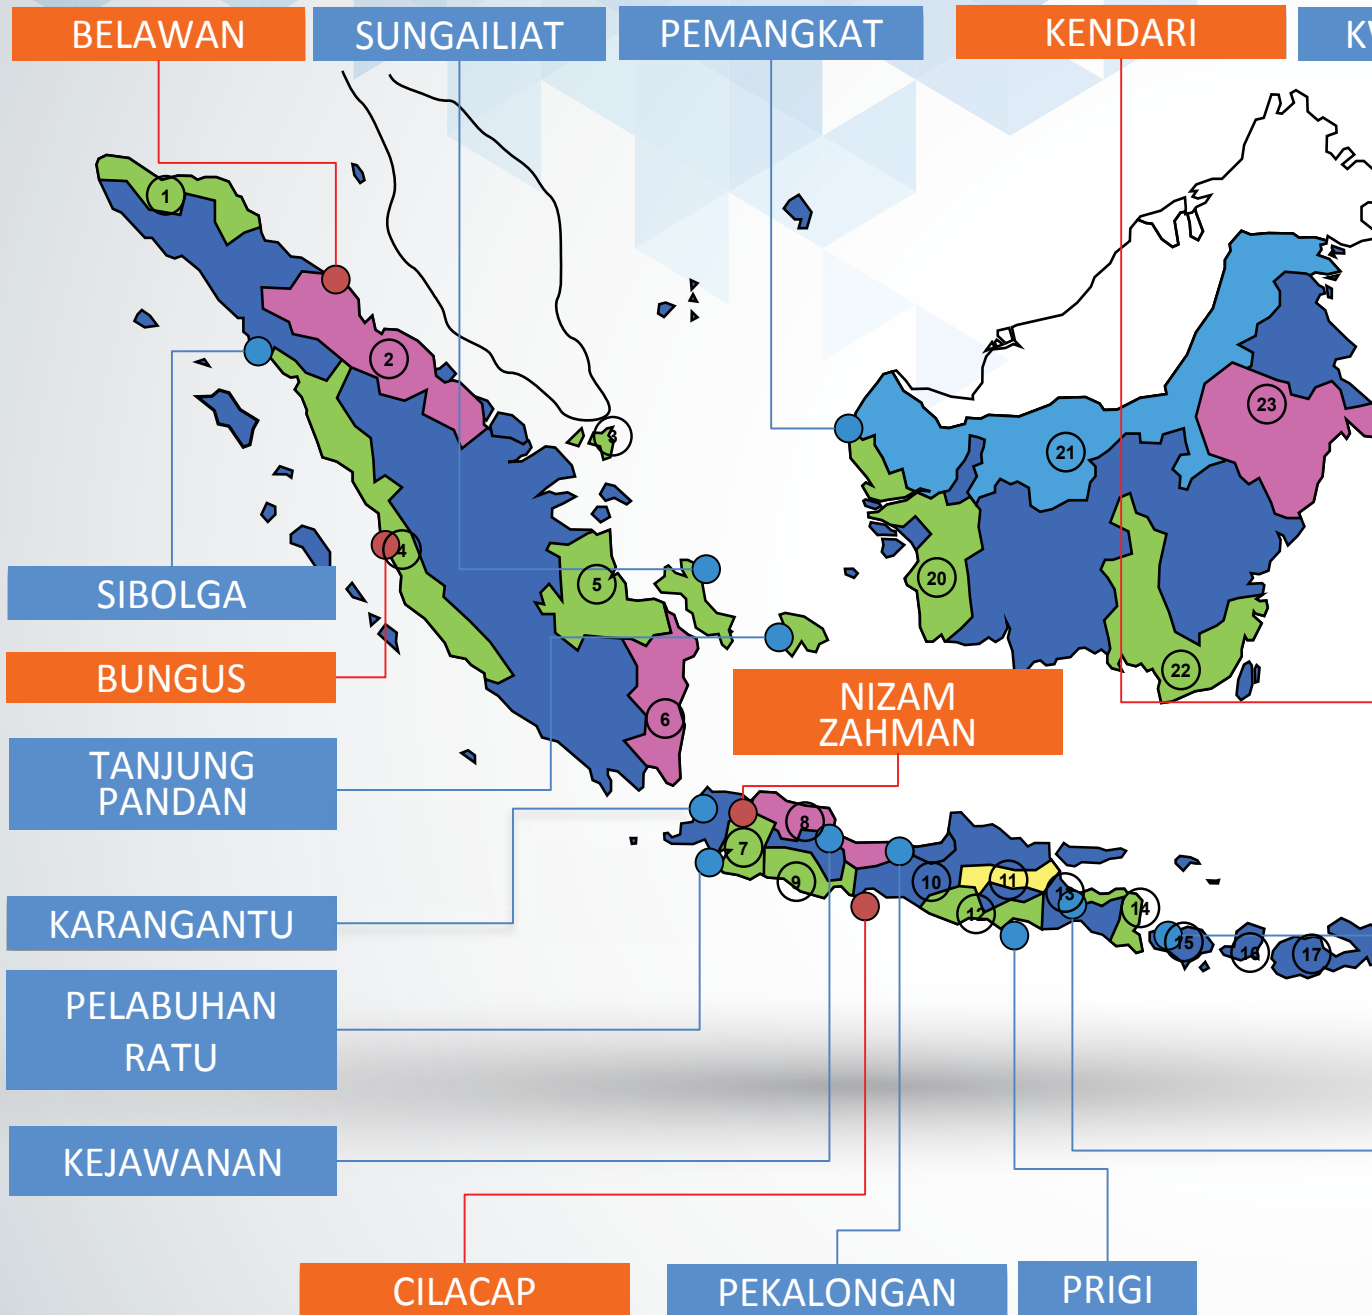 BELAWAN
SUNGAILIAT
PEMANGKAT
KENDARI
1
2
3
4
5
6
7
8
9
10
11
12
13
14
15
16
17
20
21
22
23
SIBOLGA
BUNGUS
NIZAM
ZAHMAN
TANJUNG
PANDAN
KARANGANTU
PELABUHAN
RATU
KEJAWANAN
CILACAP
PEKALONGAN
PRIGI